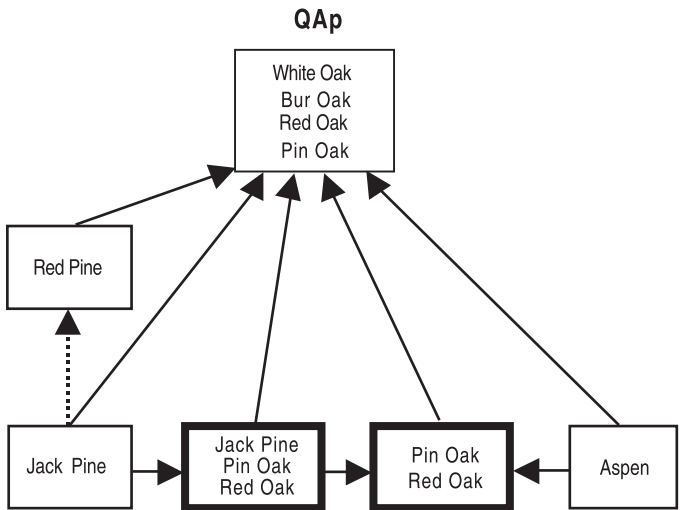 QAp
White Oak
Bur Oak
Red Oak
Pin Oak
Red Pine
Jack Pine
Jack Pine
Pin Oak
Red Oak
Pin Oak
Red Oak
Aspen